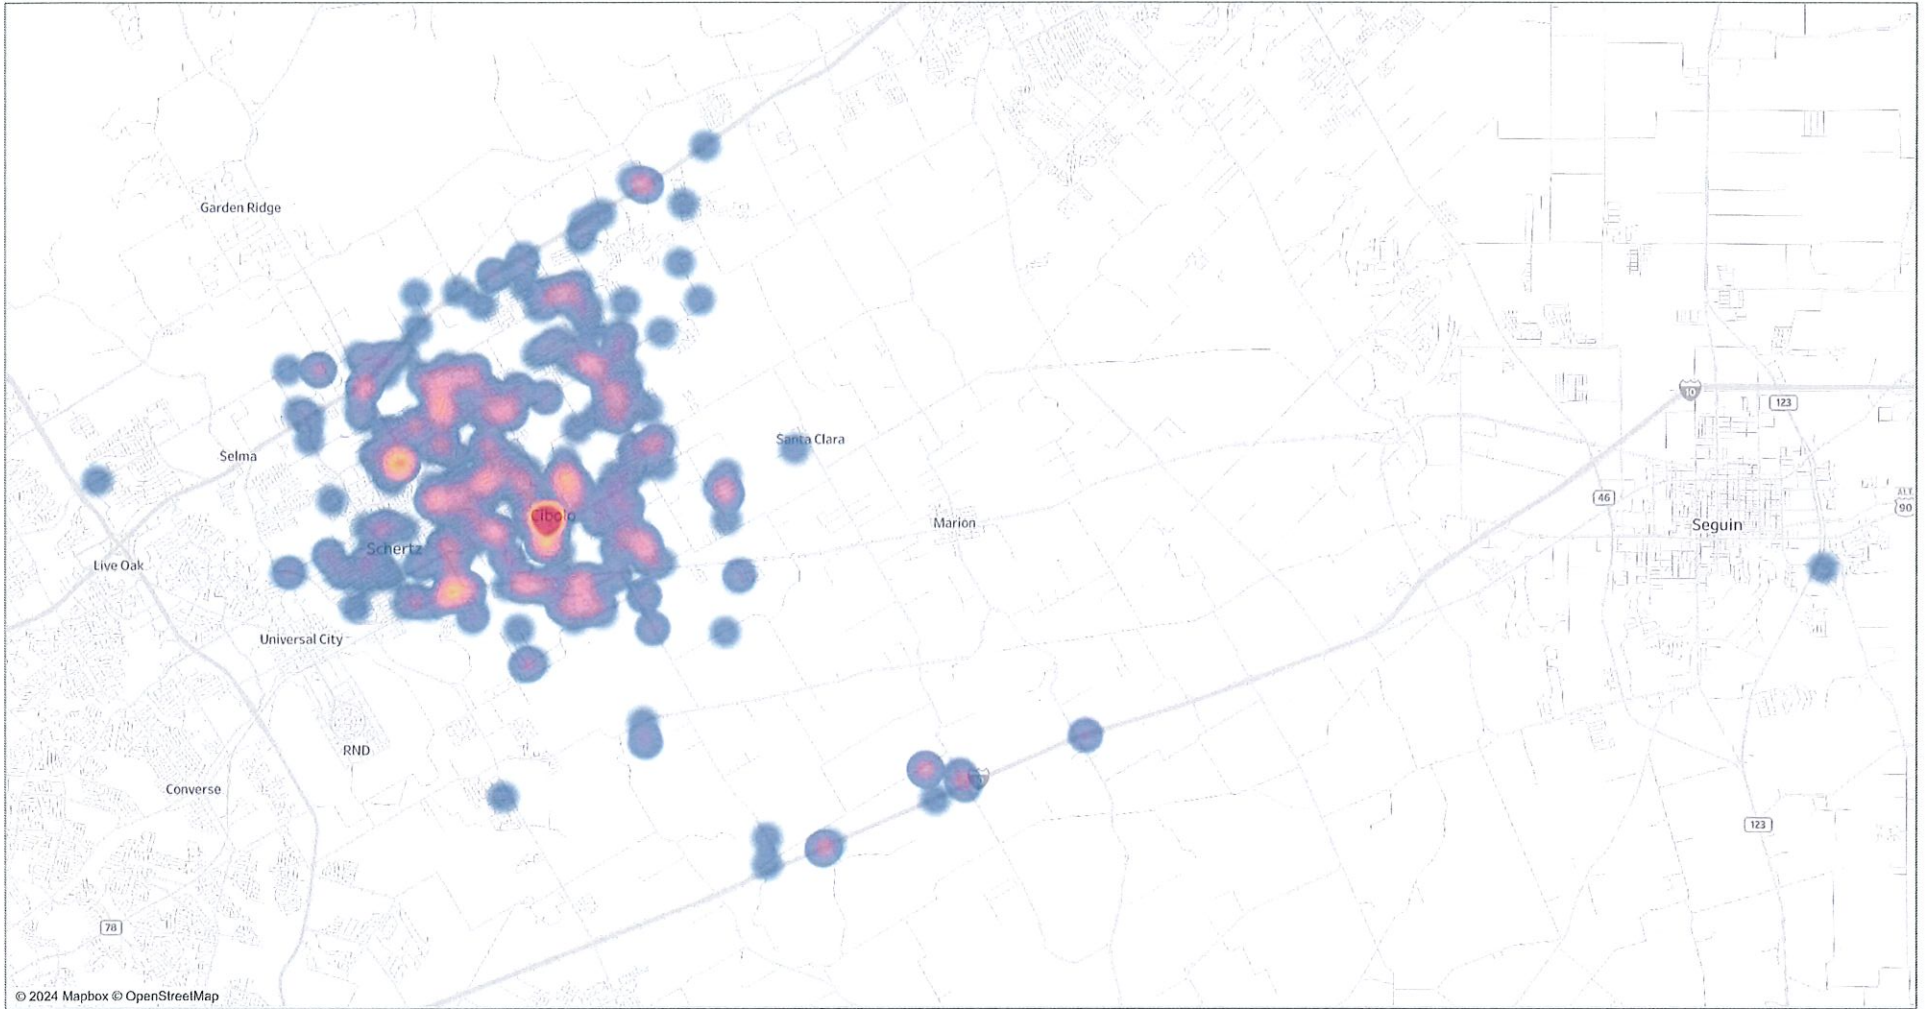 Garden Ridge
10
123
Santa Clara
Selma
46
ALT
90
Cibolo
Marion
Seguin
Schertz
Live Oak
Universal City
RND
Converse
123
78
© 2024 Mapbox © OpenStreetMap